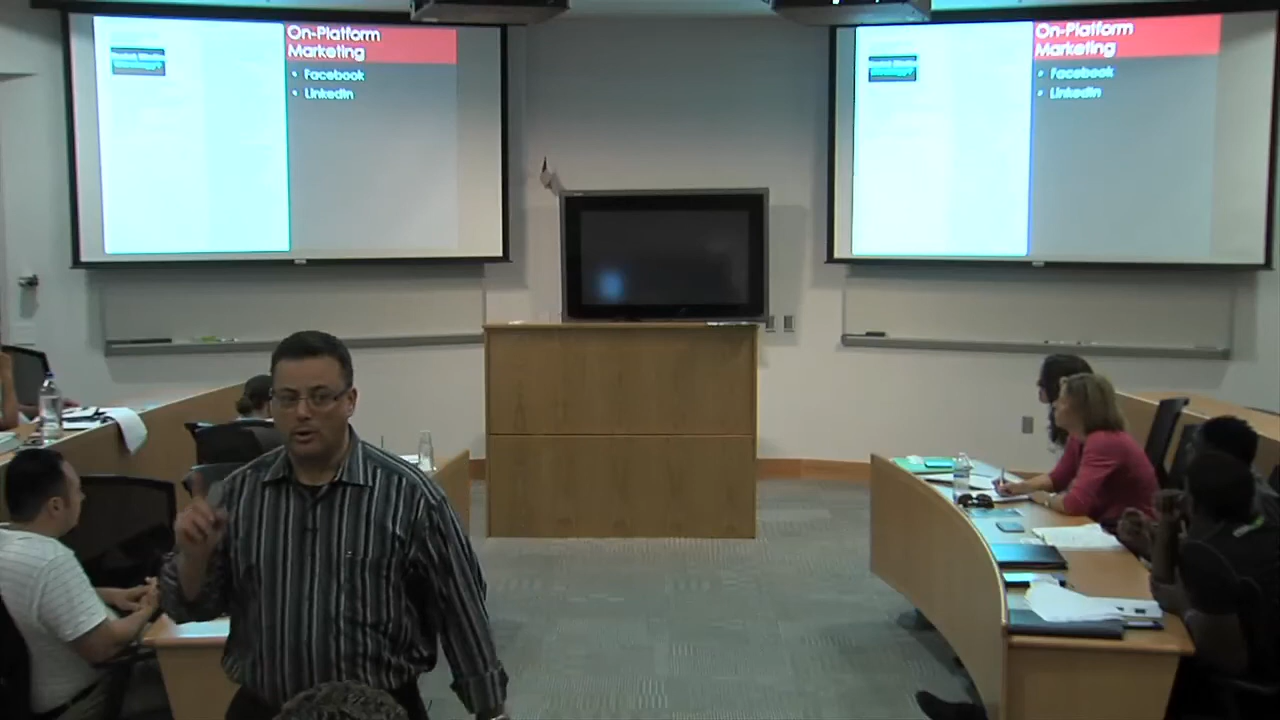 On-Platform
Marketing
• Facebook
• LinkedIn
On-Platform
Marketing
• Facebook
• LinkedIn